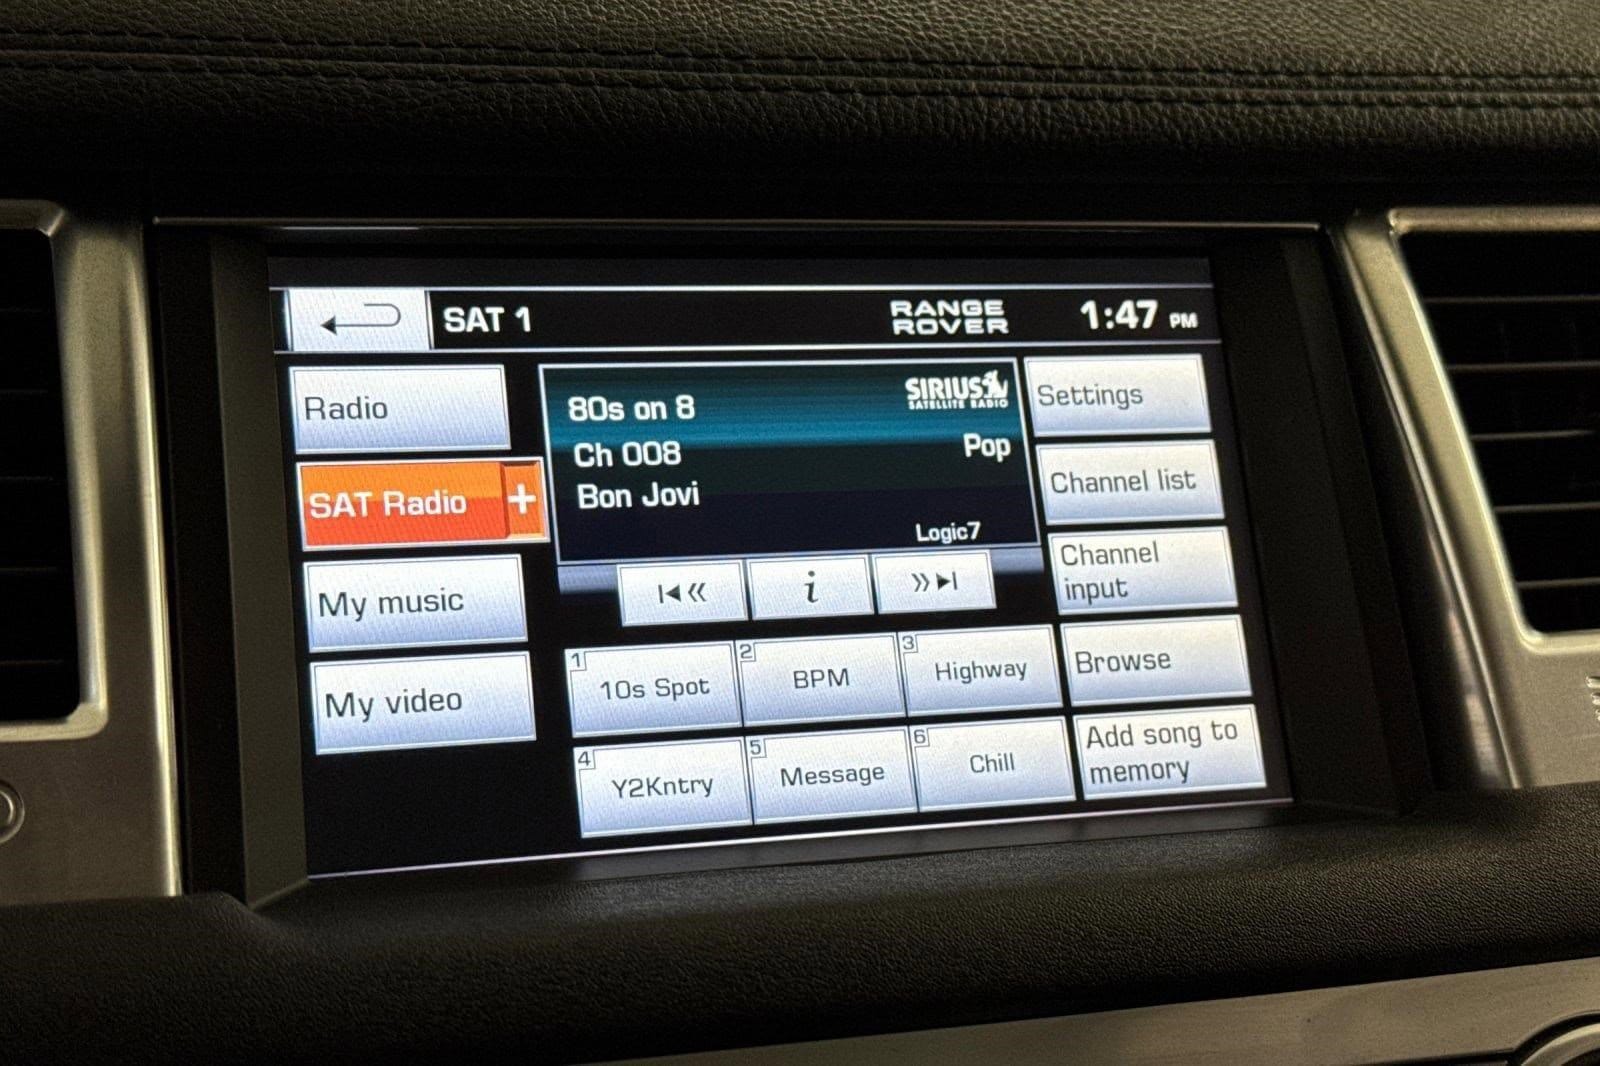 SAT 1
RANGE
ROVER
1:47 PM
Radio
SAT Radio +
My music
My video
80s on 8
SIRIUS
SATELLITE RADIO
Ch 008
Pop
Bon Jovi
Logic7
i
1 10s Spot
2 BPM
3 Highway
4 Y2Kntry
5 Message
6 Chill
Settings
Channel list
Channel
input
Browse
Add song to
memory